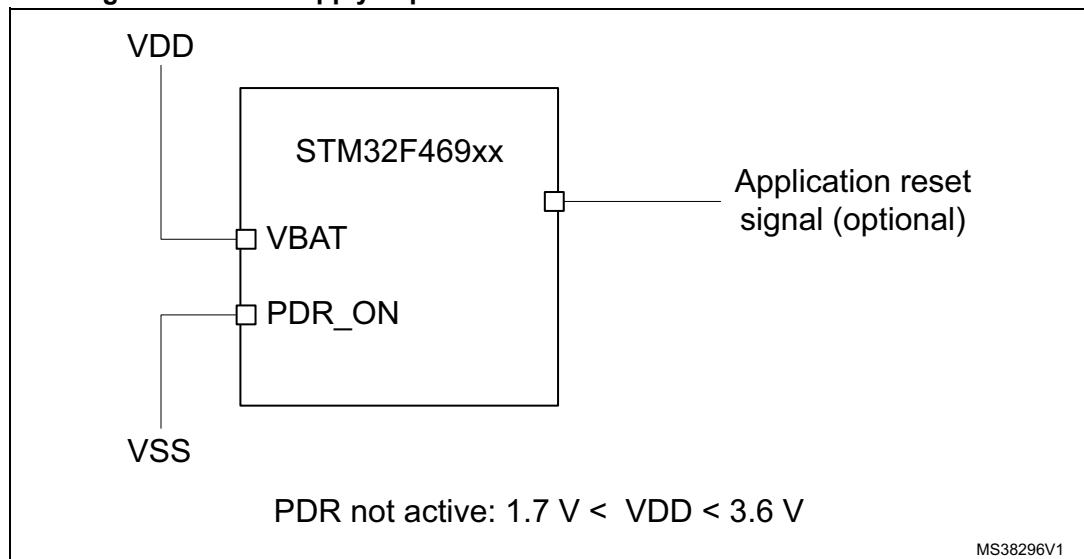 VDD
STM32F469xx
Application reset
signal (optional)
VBAT
PDR_ON
VSS
PDR not active: 1.7 V < VDD < 3.6 V
MS38296V1